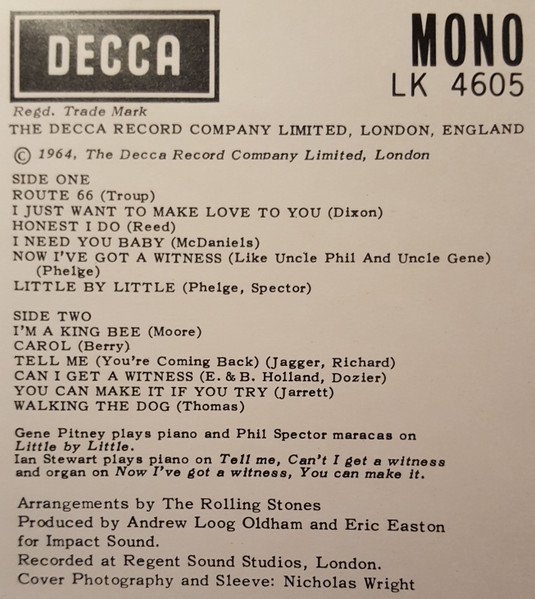 DECCA
MONO
LK 4605
Regd. Trade Mark
THE DECCA RECORD COMPANY LIMITED, LONDON, ENGLAND
© 1964, The Decca Record Company Limited, London
SIDE ONE
ROUTE 66 (Troup)
I JUST WANT TO MAKE LOVE TO YOU (Dixon)
HONEST I DO (Reed)
I NEED YOU BABY (McDaniels)
NOW I'VE GOT A WITNESS (Like Uncle Phil And Uncle Gene)
(Phelge)
LITTLE BY LITTLE (Phelge, Spector)
SIDE TWO
I'M A KING BEE (Moore)
CAROL (Berry)
TELL ME (You're Coming Back) (Jagger, Richard)
CAN I GET A WITNESS (E. & B. Holland, Dozier)
YOU CAN MAKE IT IF YOU TRY (Jarrett)
WALKING THE DOG (Thomas)
Gene Pitney plays piano and Phil Spector maracas on
Little by Little.
Ian Stewart plays piano on Tell me, Can't I get a witness
and organ on Now I've got a witness, You can make it.
Arrangements by The Rolling Stones
Produced by Andrew Loog Oldham and Eric Easton
for Impact Sound.
Recorded at Regent Sound Studios, London.
Cover Photography and Sleeve: Nicholas Wright